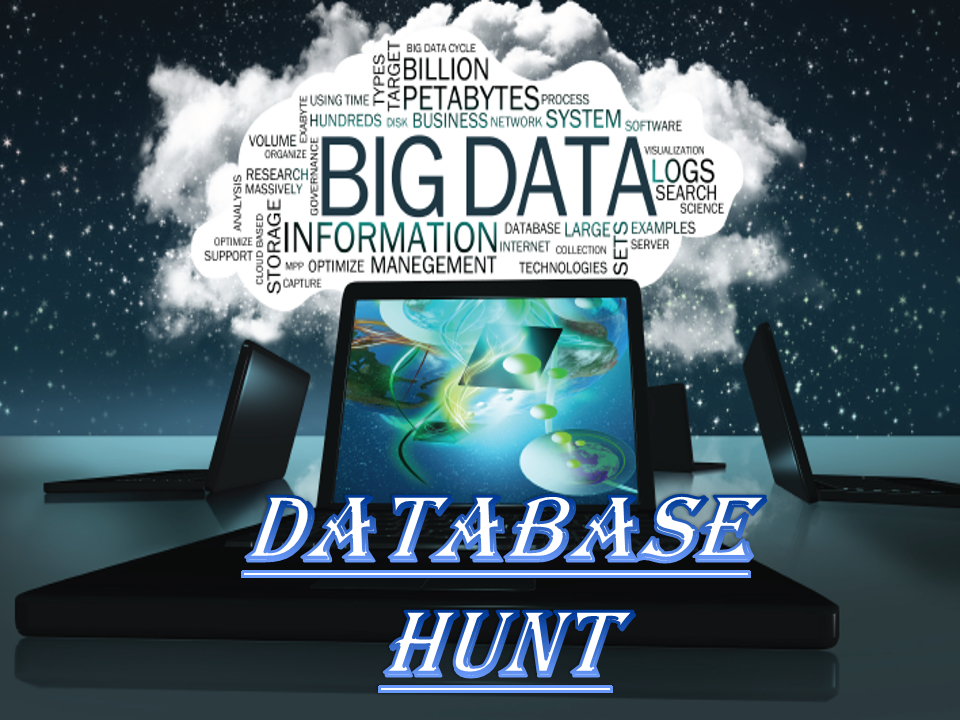 BIG DATA CYCLE
TYPES
TARGET
BILLION
PETABYTES
PROCESS
USING TIME
EXABYTE
HUNDREDS
DISK
BUSINESS
NETWORK
SYSTEM
SOFTWARE
VOLUME
ORGANIZE
GOVERNANCE
BIG DATA
VISUALIZATION
LOGS
RESEARCH
MASSIVELY
SEARCH
SCIENCE
ANALYSIS
STORAGE
CLOUD BASED
INFORMATION
DATABASE
LARGE
SETS
EXAMPLES
OPTIMIZE
SUPPORT
INTERNET
COLLECTION
SERVER
MPP
OPTIMIZE
MANEGEMENT
TECHNOLOGIES
CAPTURE
DATABASE
HUNT